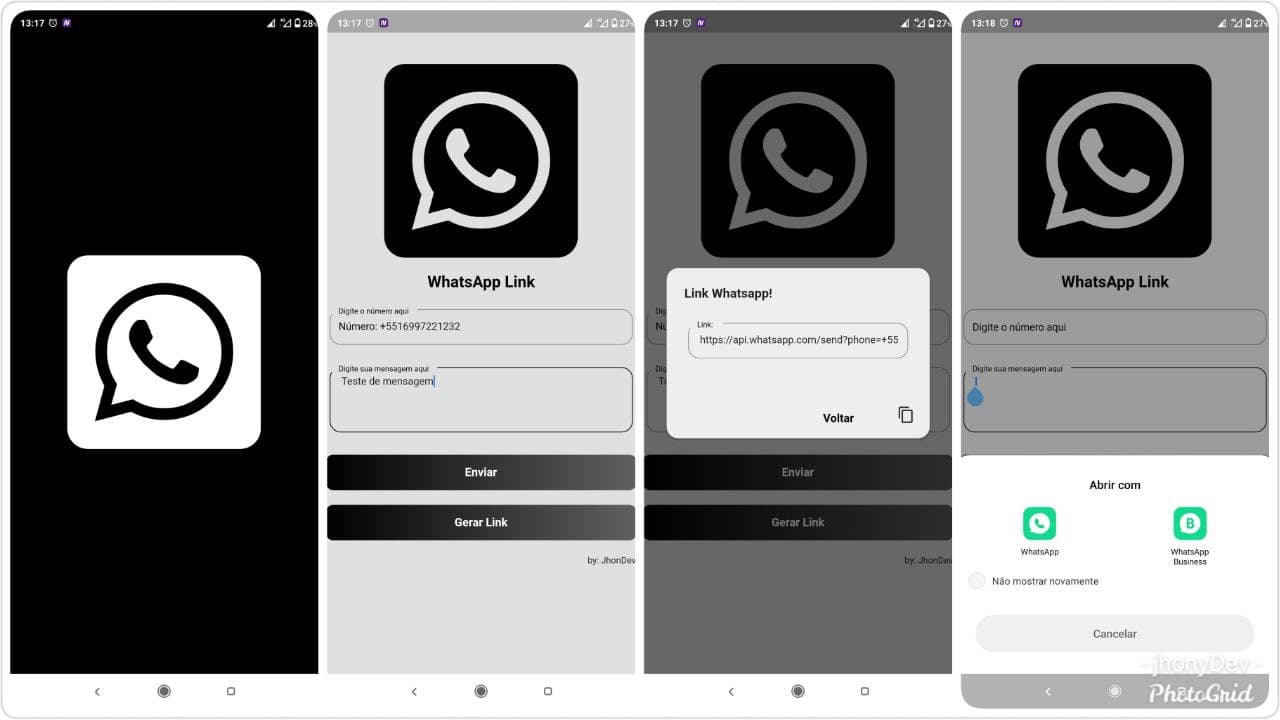 13:17
28%
13:17
27%
WhatsApp Link
Digite o número aqui
Número: +5516997221232
Digite sua mensagem aqui
Teste de mensagem
Enviar
Gerar Link
by: JhonDev
13:17
27%
Nú
Dig
Te
Link Whatsapp!
Link:
https://api.whatsapp.com/send?phone=+55
Voltar
Enviar
Gerar Link
by: JhonDev
13:18
27%
WhatsApp Link
Digite o número aqui
Digite sua mensagem aqui
Abrir com
WhatsApp
B
WhatsApp
Business
Não mostrar novamente
Cancelar
- jhonyDev -
PhotoGrid